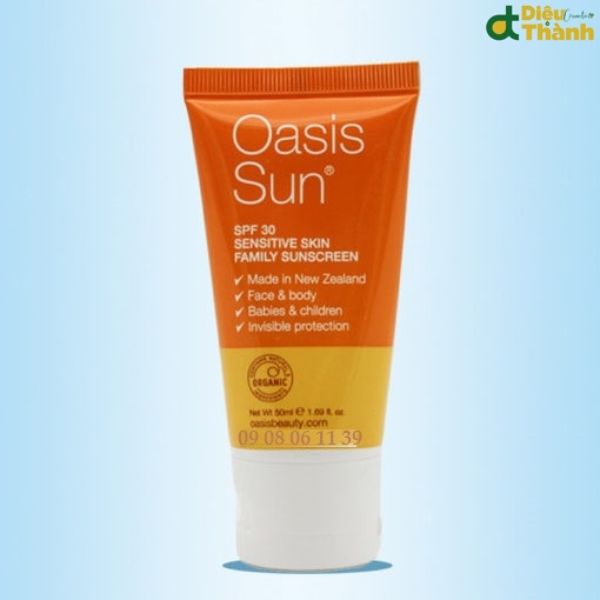 Diệu Cosmetic
Thành
Oasis
Sun®
SPF 30
SENSITIVE SKIN
FAMILY SUNSCREEN
✓ Made in New Zealand
✓ Face & body
✓ Babies & children
✓ Invisible protection
ORGANIC
Net Wt 50ml e 1.69 fl. oz.
oasisbeauty.com
09 08 06 11 39